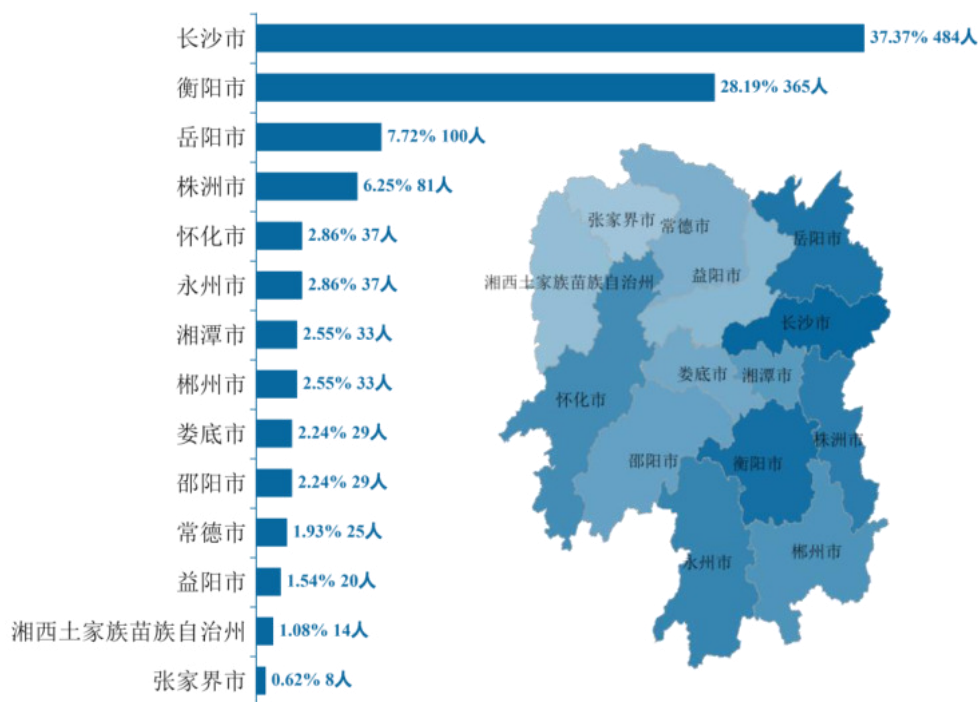 长沙市 37.37% 484人
衡阳市 28.19% 365人
岳阳市 7.72% 100人
株洲市 6.25% 81人
怀化市 2.86% 37人
永州市 2.86% 37人
湘潭市 2.55% 33人
郴州市 2.55% 33人
娄底市 2.24% 29人
邵阳市 2.24% 29人
常德市 1.93% 25人
益阳市 1.54% 20人
湘西土家族苗族自治州 1.08% 14人
张家界市 0.62% 8人
张家界市
常德市
岳阳市
湘西土家族苗族自治州
益阳市
长沙市
娄底市
湘潭市
怀化市
株洲市
邵阳市
衡阳市
永州市
郴州市